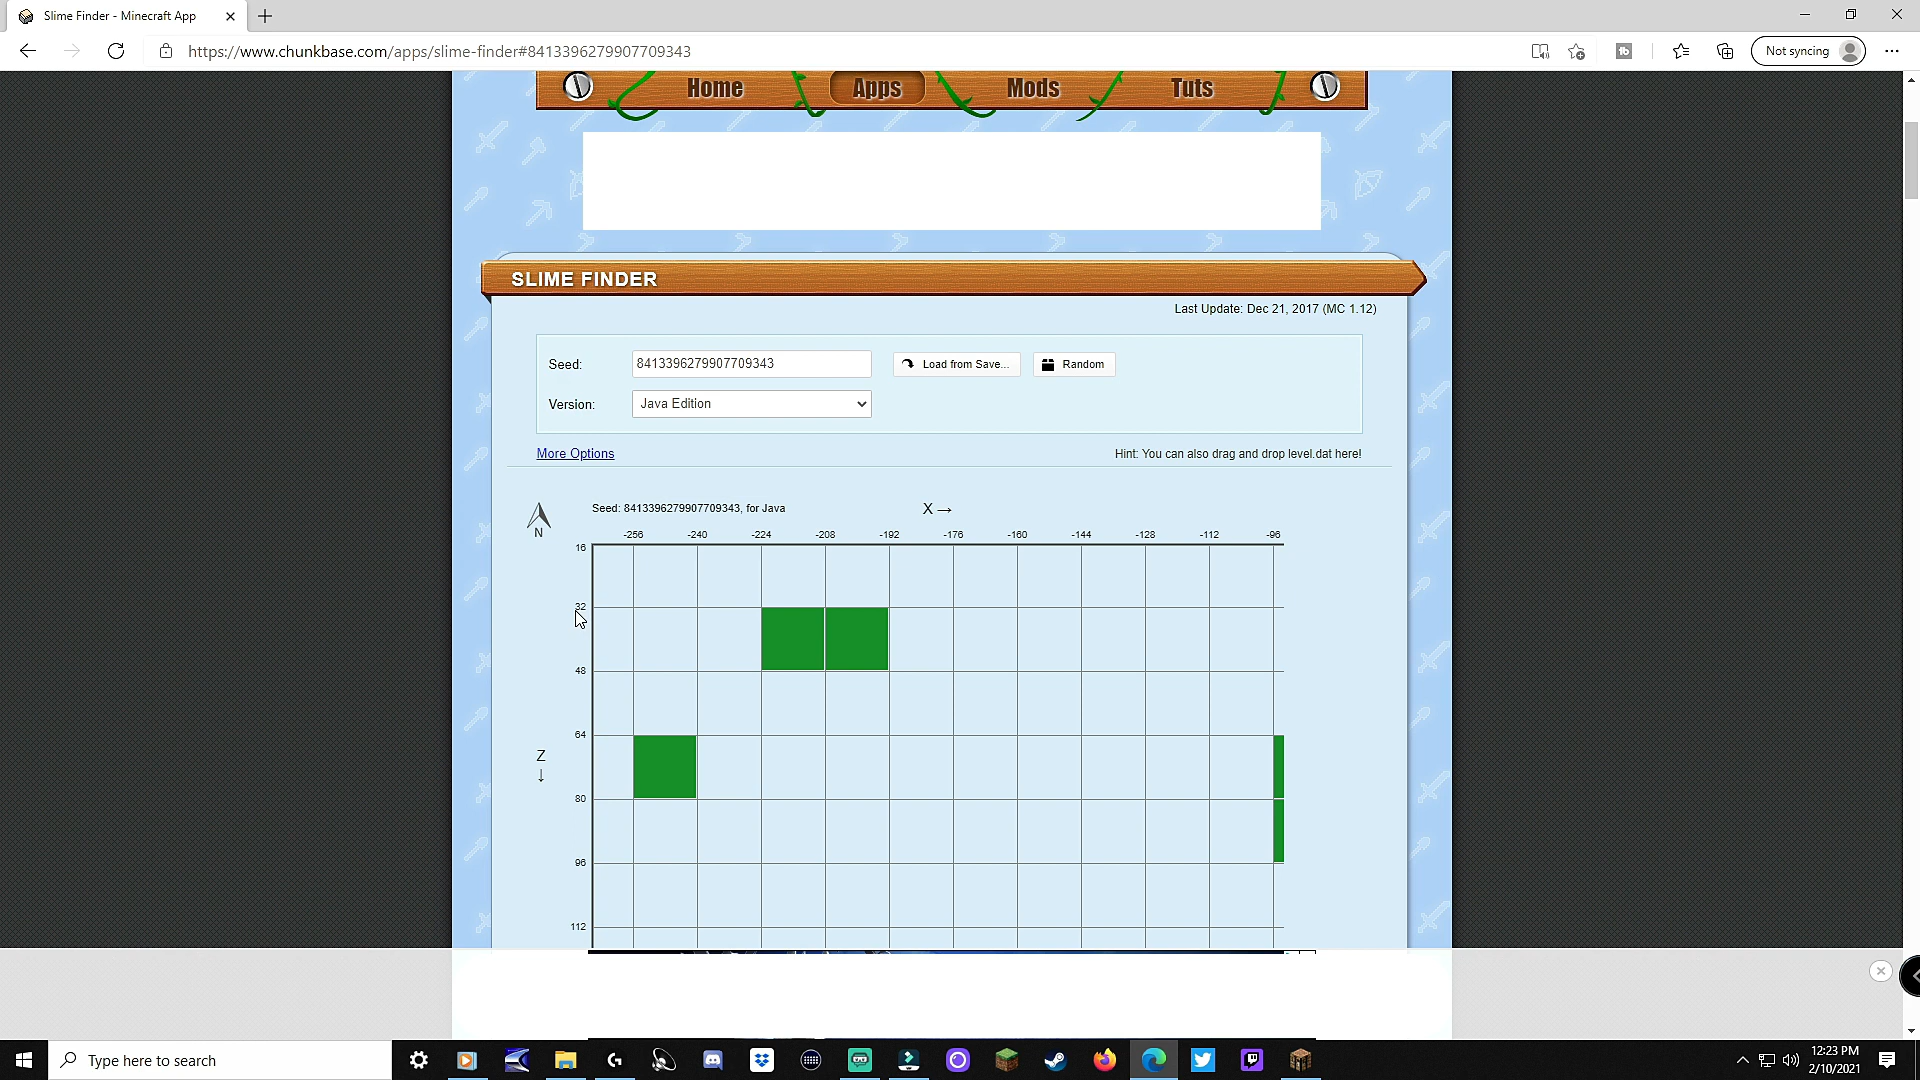 Slime Finder - Minecraft App
https://www.chunkbase.com/apps/slime-finder#8413396279907709343
Not syncing
Home Apps Mods Tuts
SLIME FINDER
Last Update: Dec 21, 2017 (MC 1.12)
Seed: 8413396279907709343 Load from Save... Random
Version: Java Edition
More Options Hint: You can also drag and drop level.dat here!
Seed: 8413396279907709343, for Java X →
N
-256 -240 -224 -208 -192 -176 -160 -144 -128 -112 -96
16
32
48
64
Z
↓
80
96
112
Type here to search
12:23 PM
2/10/2021